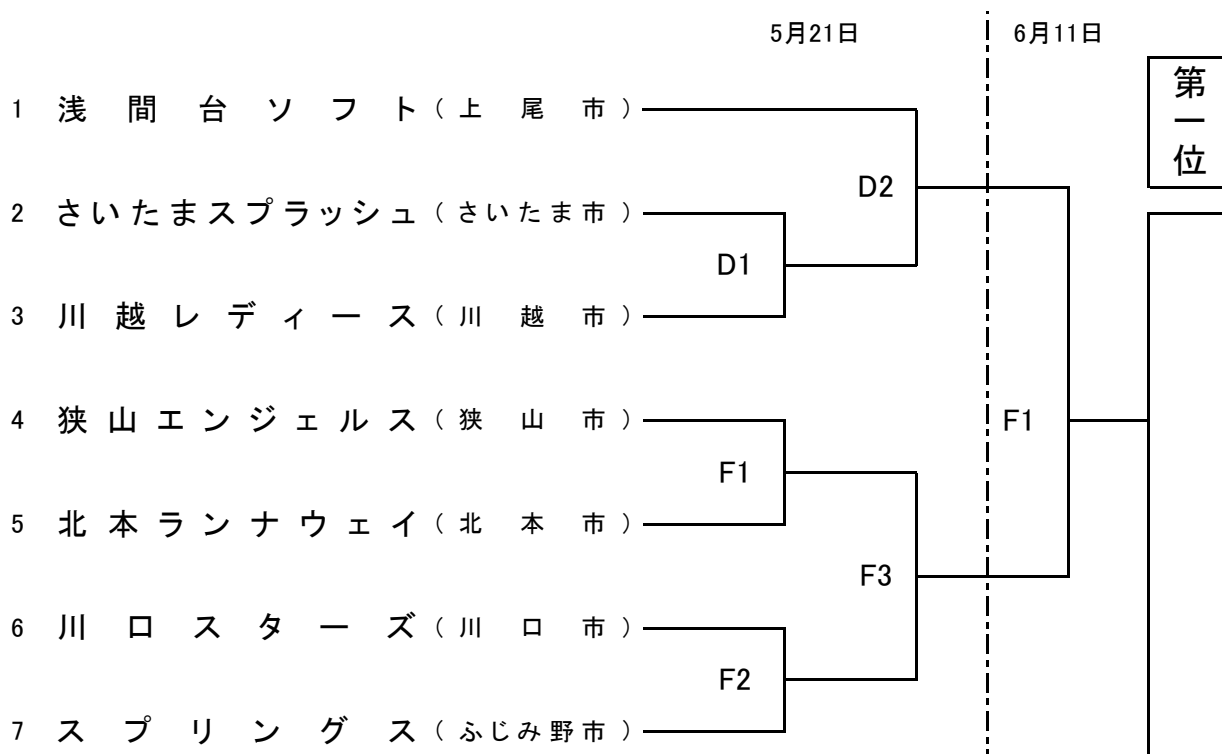 5月21日 6月11日
第一位
1 浅間台ソフト(上尾市)
D2
2 さいたまスプラッシュ(さいたま市)
D1
3 川越レディース(川越市)
4 狭山エンジェルス(狭山市)
F1
F1
5 北本ランナウェイ(北本市)
F3
6 川口スターズ(川口市)
F2
7 スプリングス(ふじみ野市)